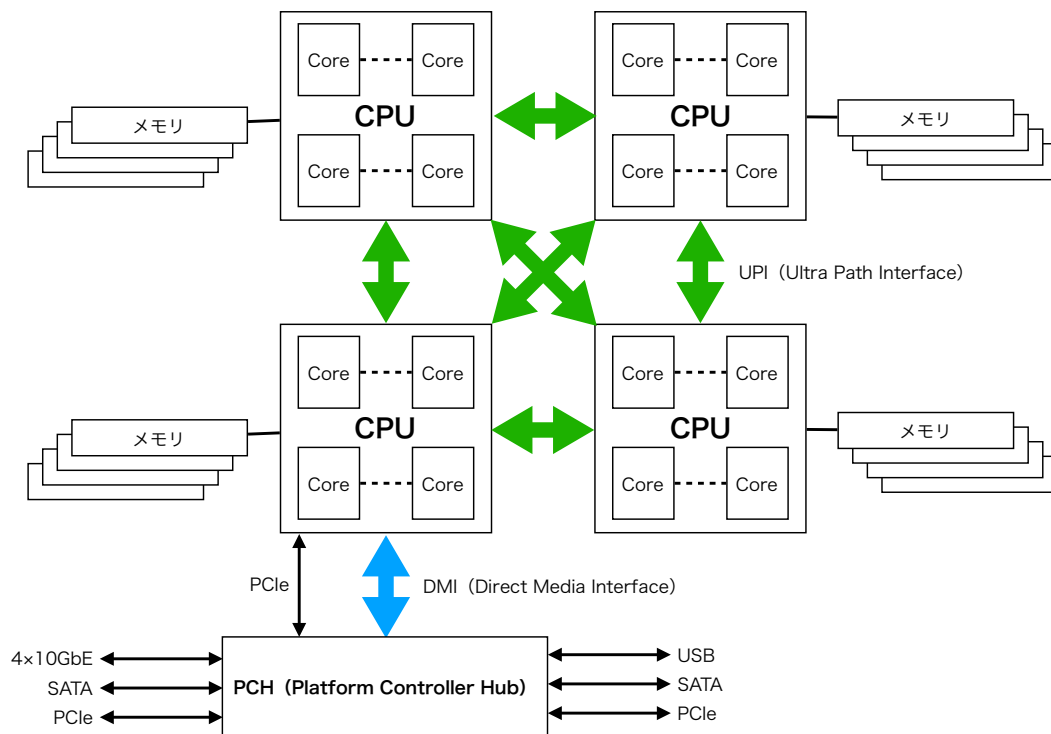 Core Core
CPU
Core Core
Core Core
CPU
Core Core
メモリ
メモリ
UPI（Ultra Path Interface）
Core Core
CPU
Core Core
Core Core
CPU
Core Core
メモリ
メモリ
PCIe
DMI（Direct Media Interface）
4×10GbE
SATA
PCIe
PCH（Platform Controller Hub）
USB
SATA
PCIe